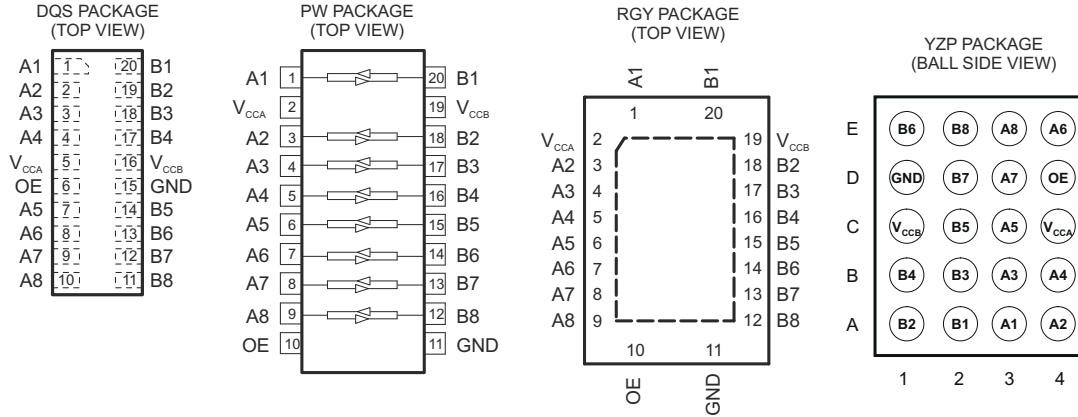 DQS PACKAGE
(TOP VIEW)
A1 1 20 B1
A2 2 19 B2
A3 3 18 B3
A4 4 17 B4
VCCA 5 16 VCCB
OE 6 15 GND
A5 7 14 B5
A6 8 13 B6
A7 9 12 B7
A8 10 11 B8
PW PACKAGE
(TOP VIEW)
A1 1 20 B1
VCCA 2 19 VCCB
A2 3 18 B2
A3 4 17 B3
A4 5 16 B4
A5 6 15 B5
A6 7 14 B6
A7 8 13 B7
A8 9 12 B8
OE 10 11 GND
RGY PACKAGE
(TOP VIEW)
A1 B1
1 20
VCCA 2 19 VCCB
A2 3 18 B2
A3 4 17 B3
A4 5 16 B4
A5 6 15 B5
A6 7 14 B6
A7 8 13 B7
A8 9 12 B8
10 11
OE GND
YZP PACKAGE
(BALL SIDE VIEW)
E B6 B8 A8 A6
D GND B7 A7 OE
C VCCB B5 A5 VCCA
B B4 B3 A3 A4
A B2 B1 A1 A2
1 2 3 4